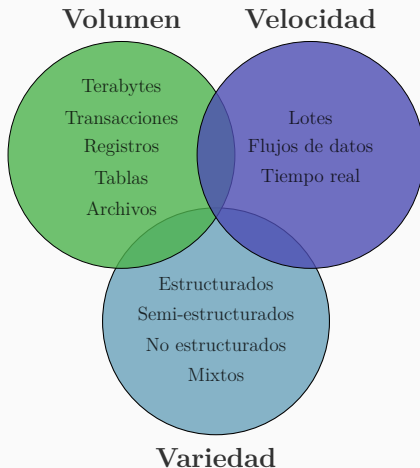 Volumen
Velocidad
Terabytes
Transacciones
Registros
Tablas
Archivos
Lotes
Flujos de datos
Tiempo real
Estructurados
Semi-estructurados
No estructurados
Mixtos
Variedad